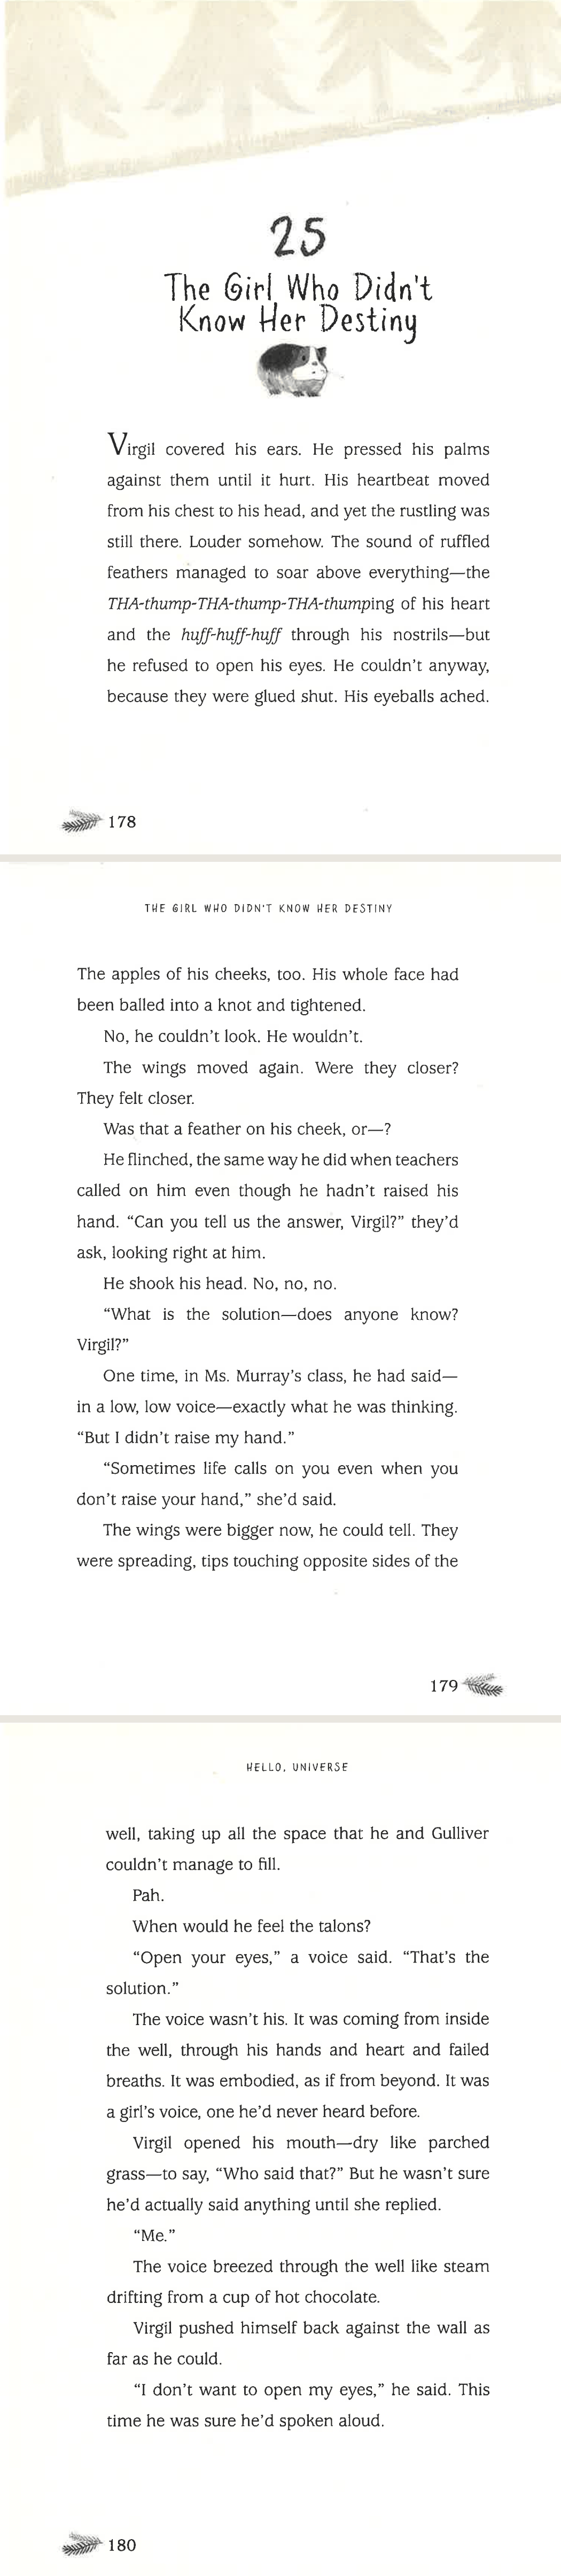 25
The Girl Who Didn't
Know Her Destiny
Virgil covered his ears. He pressed his palms
against them until it hurt. His heartbeat moved
from his chest to his head, and yet the rustling was
still there. Louder somehow. The sound of ruffled
feathers managed to soar above everything—the
THA-thump-THA-thump-THA-thumping of his heart
and the huff-huff-huff through his nostrils—but
he refused to open his eyes. He couldn't anyway,
because they were glued shut. His eyeballs ached.
178
THE GIRL WHO DIDN'T KNOW HER DESTINY
The apples of his cheeks, too. His whole face had
been balled into a knot and tightened.
No, he couldn't look. He wouldn't.
The wings moved again. Were they closer?
They felt closer.
Was that a feather on his cheek, or—?
He flinched, the same way he did when teachers
called on him even though he hadn't raised his
hand. “Can you tell us the answer, Virgil?” they'd
ask, looking right at him.
He shook his head. No, no, no.
“What is the solution—does anyone know?
Virgil?”
One time, in Ms. Murray's class, he had said—
in a low, low voice—exactly what he was thinking.
“But I didn't raise my hand.”
“Sometimes life calls on you even when you
don't raise your hand,” she'd said.
The wings were bigger now, he could tell. They
were spreading, tips touching opposite sides of the
179
HELLO, UNIVERSE
well, taking up all the space that he and Gulliver
couldn't manage to fill.
Pah.
When would he feel the talons?
“Open your eyes,” a voice said. “That's the
solution.”
The voice wasn't his. It was coming from inside
the well, through his hands and heart and failed
breaths. It was embodied, as if from beyond. It was
a girl's voice, one he'd never heard before.
Virgil opened his mouth—dry like parched
grass—to say, “Who said that?” But he wasn't sure
he'd actually said anything until she replied.
“Me.”
The voice breezed through the well like steam
drifting from a cup of hot chocolate.
Virgil pushed himself back against the wall as
far as he could.
“I don't want to open my eyes,” he said. This
time he was sure he'd spoken aloud.
180